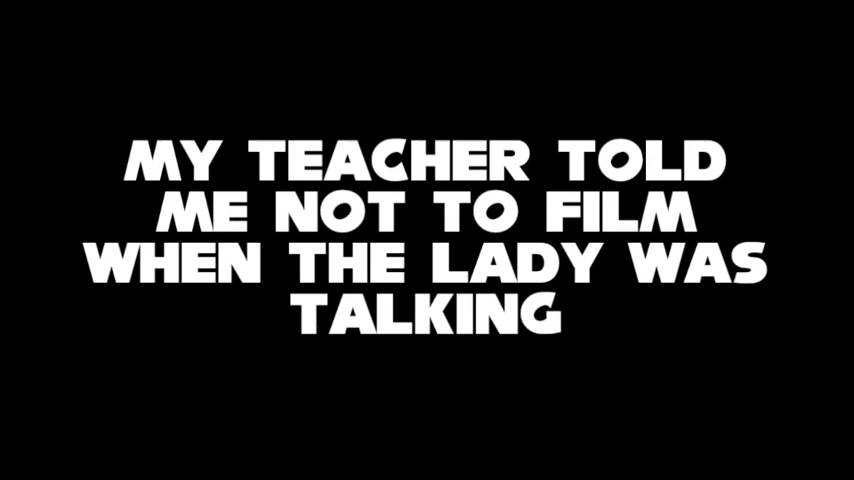 MY TEACHER TOLD
ME NOT TO FILM
WHEN THE LADY WAS
TALKING